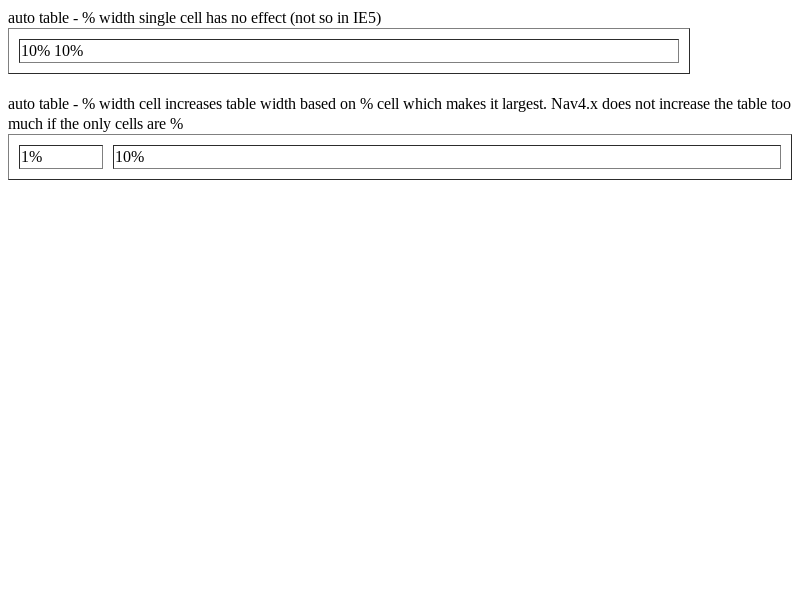 auto table - % width single cell has no effect (not so in IE5)
10% 10%
auto table - % width cell increases table width based on % cell which makes it largest. Nav4.x does not increase the table too
much if the only cells are %
1% 10%